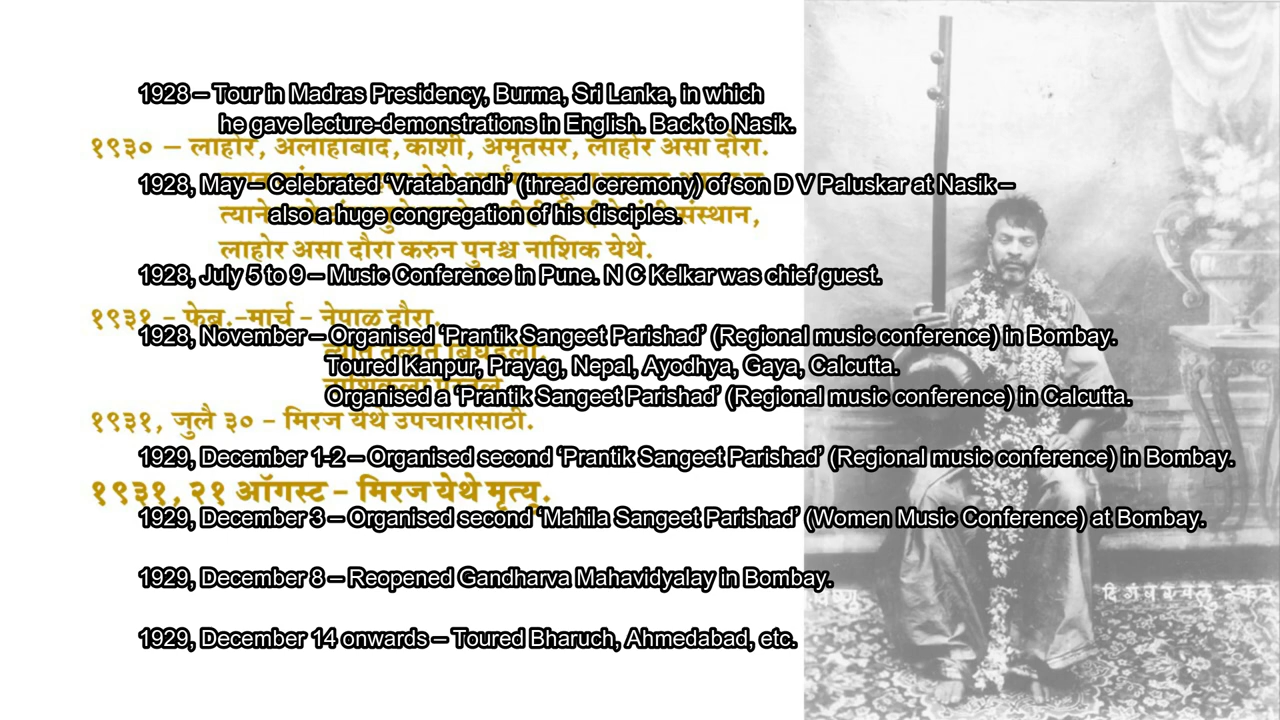 1928 – Tour in Madras Presidency, Burma, Sri Lanka, in which
he gave lecture-demonstrations in English. Back to Nasik.
१९३० – लाहोर, अलाहाबाद, काशी, अमृतसर, लाहोर असा दौरा.
1928, May – Celebrated ‘Vratabandh’ (thread ceremony) of son D V Paluskar at Nasik –
also a huge congregation of his disciples.
त्याने संस्थान,
लाहोर असा दौरा करुन पुनश्च नाशिक येथे.
1928, July 5 to 9 – Music Conference in Pune. N C Kelkar was chief guest.
१९३१ – फेब्रु.–मार्च – नेपाळ दौरा.
1928, November – Organised ‘Prantik Sangeet Parishad’ (Regional music conference) in Bombay.
Toured Kanpur, Prayag, Nepal, Ayodhya, Gaya, Calcutta.
Organised a ‘Prantik Sangeet Parishad’ (Regional music conference) in Calcutta.
१९३१, जुलै ३० – मिरज येथे उपचारासाठी.
1929, December 1-2 – Organised second ‘Prantik Sangeet Parishad’ (Regional music conference) in Bombay.
१९३१, २१ ऑगस्ट – मिरज येथे मृत्यू.
1929, December 3 – Organised second ‘Mahila Sangeet Parishad’ (Women Music Conference) at Bombay.
1929, December 8 – Reopened Gandharva Mahavidyalay in Bombay.
1929, December 14 onwards – Toured Bharuch, Ahmedabad, etc.